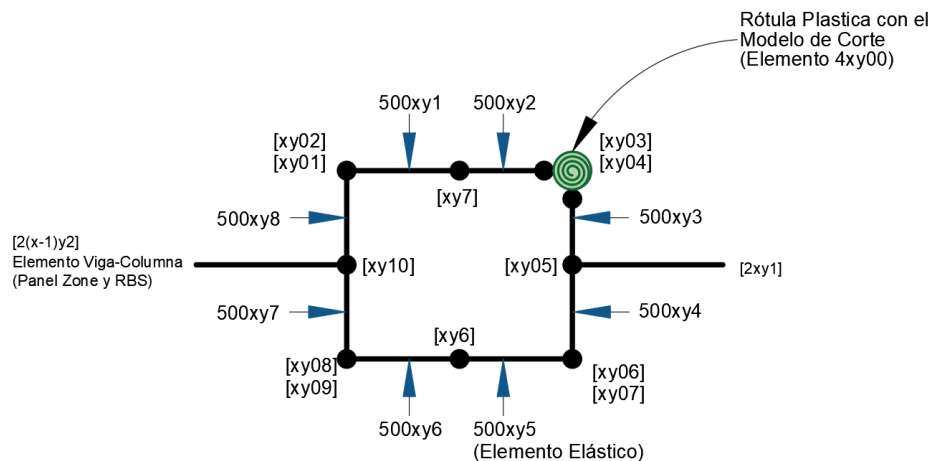 Rótula Plastica con el
Modelo de Corte
(Elemento 4xy00)
500xy1
500xy2
[xy02]
[xy01]
[xy03]
[xy04]
[xy7]
500xy8
500xy3
[2(x-1)y2]
Elemento Viga-Columna
(Panel Zone y RBS)
[xy10]
[xy05]
[2xy1]
500xy7
500xy4
[xy6]
[xy08]
[xy09]
[xy06]
[xy07]
500xy6
500xy5
(Elemento Elástico)